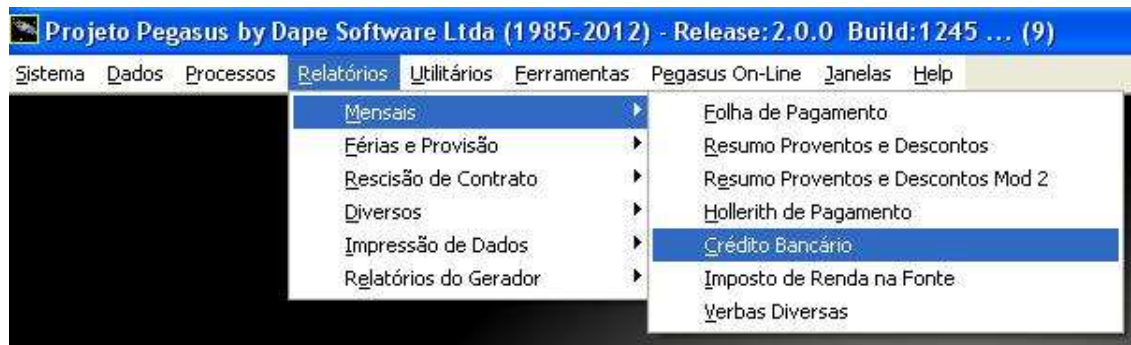 Projeto Pegasus by Dape Software Ltda (1985-2012) - Release:2.0.0 Build:1245 ... (9)
Sistema Dados Processos Relatórios Utilitários Ferramentas Pegasus On-Line Janelas Help
Mensais
Férias e Provisão
Rescisão de Contrato
Diversos
Impressão de Dados
Relatórios do Gerador
Folha de Pagamento
Resumo Proventos e Descontos
Resumo Proventos e Descontos Mod 2
Hollerith de Pagamento
Crédito Bancário
Imposto de Renda na Fonte
Verbas Diversas